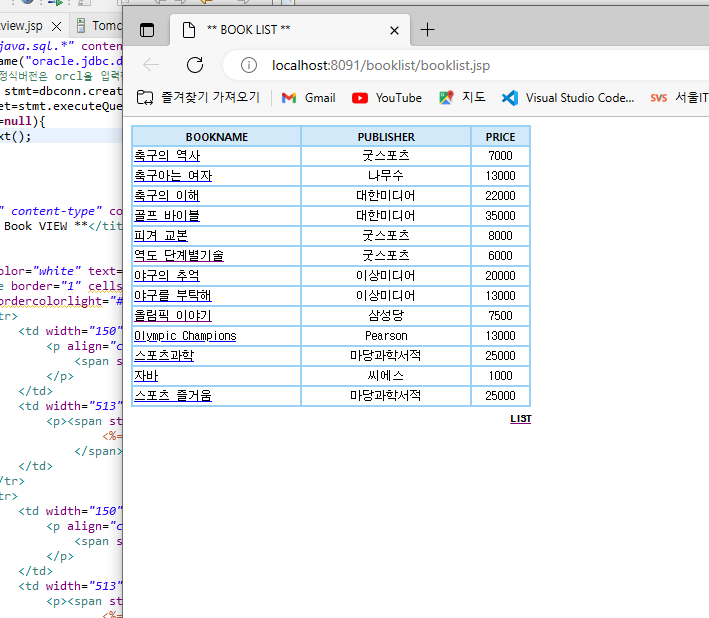 view.jsp
Tomc
java.sql.*" conten
ame("oracle.jdbc.d
정식버전은 orcl을 입력
stmt=dbconn.creat
et=stmt.executeQue
=null){
xt();
" content-type" co
Book VIEW **</tit
olor="white" text=
e border="1" cells
ordercolorlight="#
tr>
<td width="150"
<p align="c
<span s
</p>
</td>
<td width="513"
<p><span st
<%=
</span>
</td>
/tr>
tr>
<td width="150"
<p align="c
<span s
</p>
</td>
<td width="513"
<p><span st
<%=
** BOOK LIST **
localhost:8091/booklist/booklist.jsp
즐겨찾기 가져오기 Gmail YouTube 지도 Visual Studio Code... SVS 서울IT
BOOKNAME PUBLISHER PRICE
축구의 역사 굿스포츠 7000
축구아는 여자 나무수 13000
축구의 이해 대한미디어 22000
골프 바이블 대한미디어 35000
피겨 교본 굿스포츠 8000
역도 단계별기술 굿스포츠 6000
야구의 추억 이상미디어 20000
야구를 부탁해 이상미디어 13000
올림픽 이야기 삼성당 7500
Olympic Champions Pearson 13000
스포츠과학 마당과학서적 25000
자바 씨에스 1000
스포츠 즐거움 마당과학서적 25000
LIST